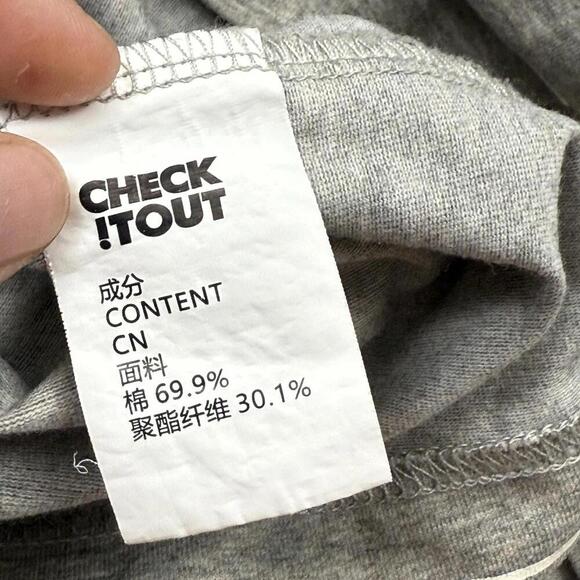 CHECK
!TOUT
成分
CONTENT
CN
面料
棉 69.9%
聚酯纤维 30.1%